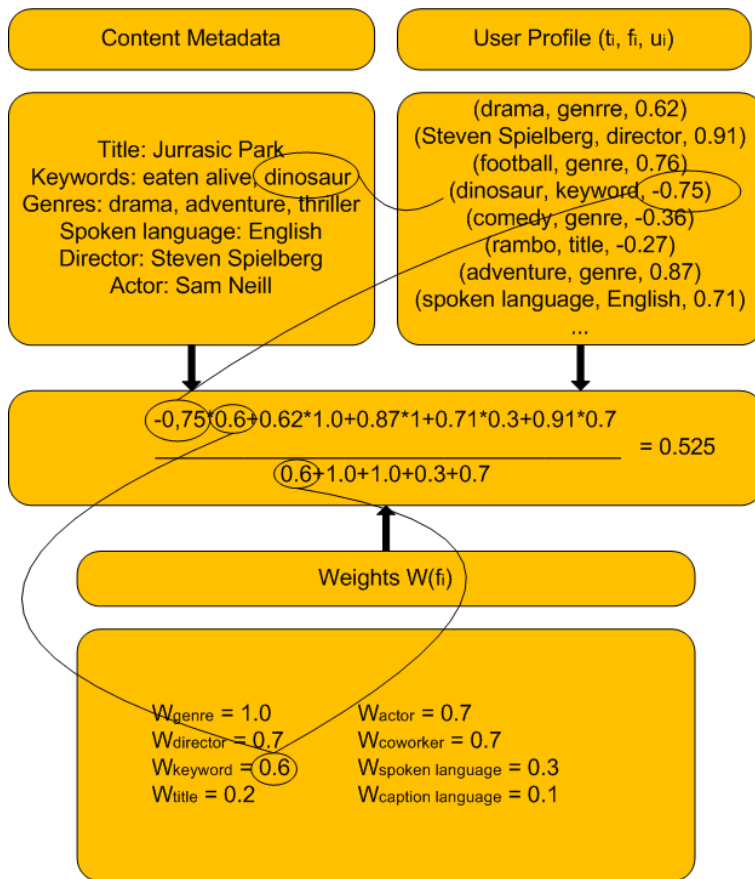 Content Metadata
User Profile (ti, fi, ui)
Title: Jurrasic Park
Keywords: eaten alive, dinosaur
Genres: drama, adventure, thriller
Spoken language: English
Director: Steven Spielberg
Actor: Sam Neill
(drama, genrre, 0.62)
(Steven Spielberg, director, 0.91)
(football, genre, 0.76)
(dinosaur, keyword, -0.75)
(comedy, genre, -0.36)
(rambo, title, -0.27)
(adventure, genre, 0.87)
(spoken language, English, 0.71)
...
-0,75*0.6+0.62*1.0+0.87*1+0.71*0.3+0.91*0.7
= 0.525
0.6+1.0+1.0+0.3+0.7
Weights W(fi)
Wgenre = 1.0
Wdirector = 0.7
Wkeyword = 0.6
Wtitle = 0.2
Wactor = 0.7
Wcoworker = 0.7
Wspoken language = 0.3
Wcaption language = 0.1